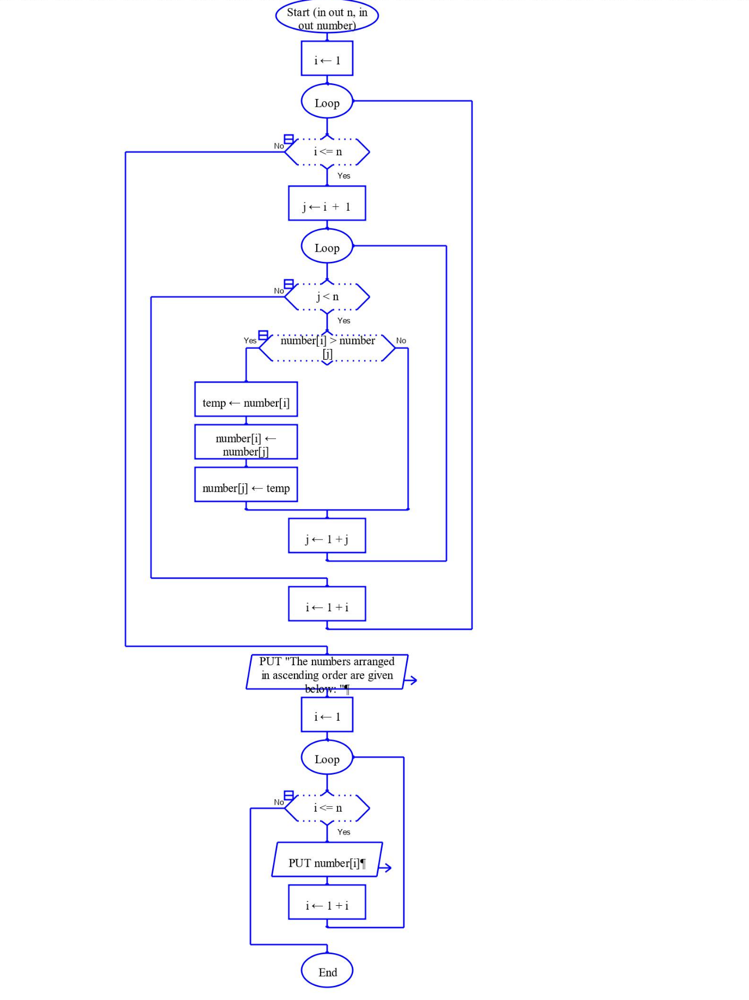 Start (in out n, in
out number)
i ← 1
Loop
i <= n
No
Yes
j ← i + 1
Loop
j < n
No
Yes
number[i] > number
[j]
Yes
No
temp ← number[i]
number[i] ←
number[j]
number[j] ← temp
j ← 1 + j
i ← 1 + i
PUT "The numbers arranged
in ascending order are given
below: "¶
i ← 1
Loop
i <= n
No
Yes
PUT number[i]¶
i ← 1 + i
End